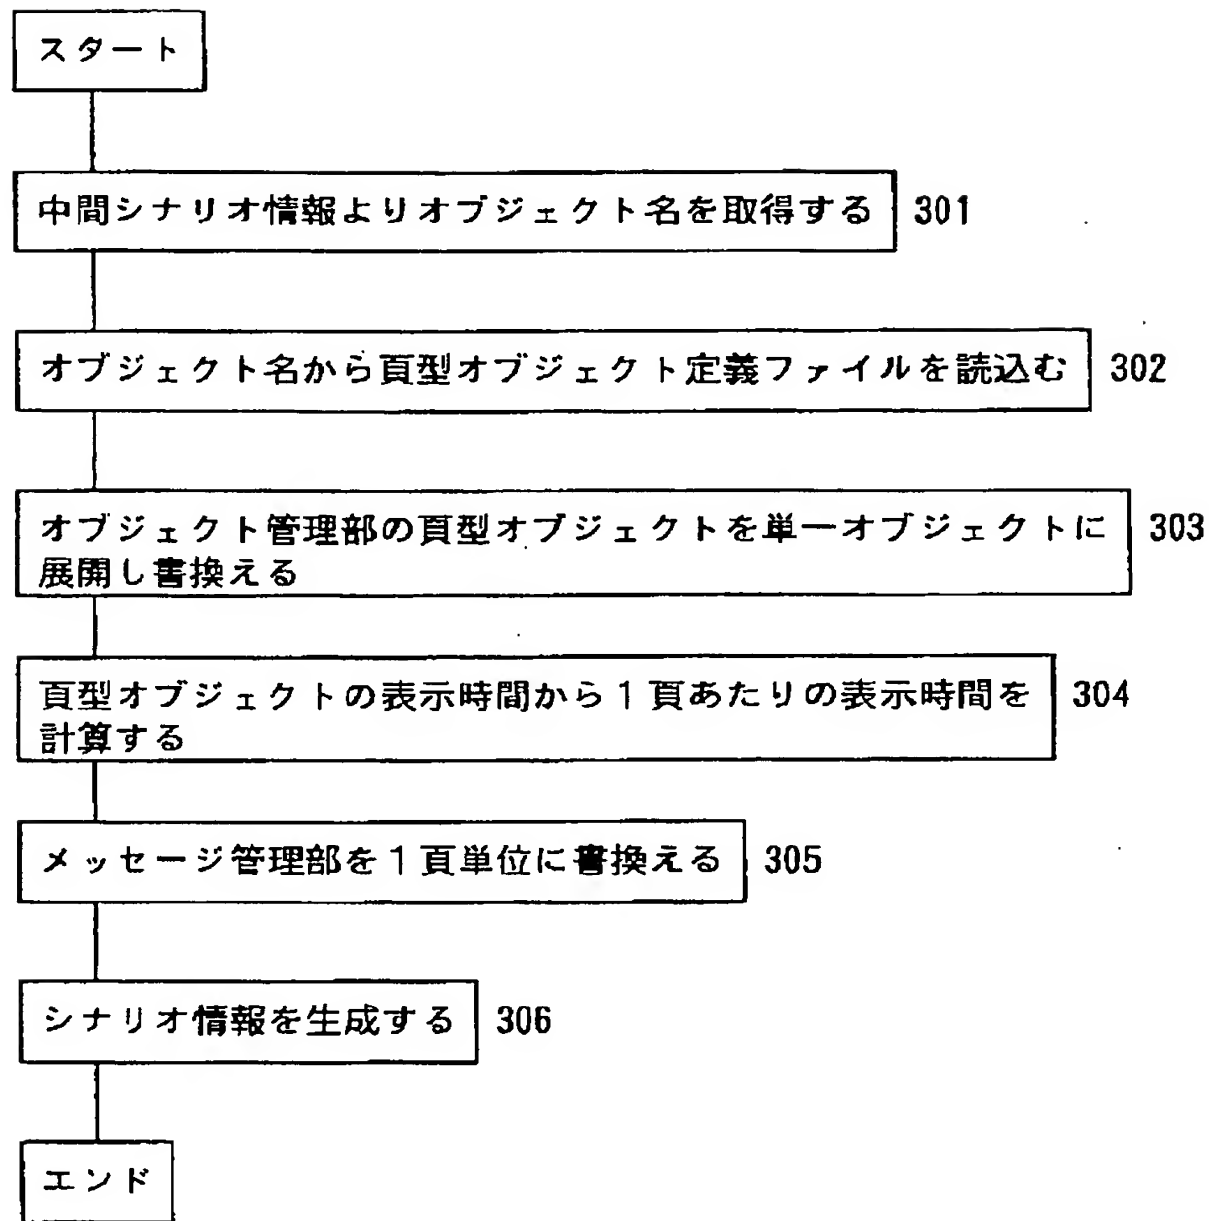 スタート
中間シナリオ情報よりオブジェクト名を取得する 301
オブジェクト名から頁型オブジェクト定義ファイルを読込む 302
オブジェクト管理部の頁型オブジェクトを単一オブジェクトに 303
展開し書換える
頁型オブジェクトの表示時間から1頁あたりの表示時間を 304
計算する
メッセージ管理部を1頁単位に書換える 305
シナリオ情報を生成する 306
エンド